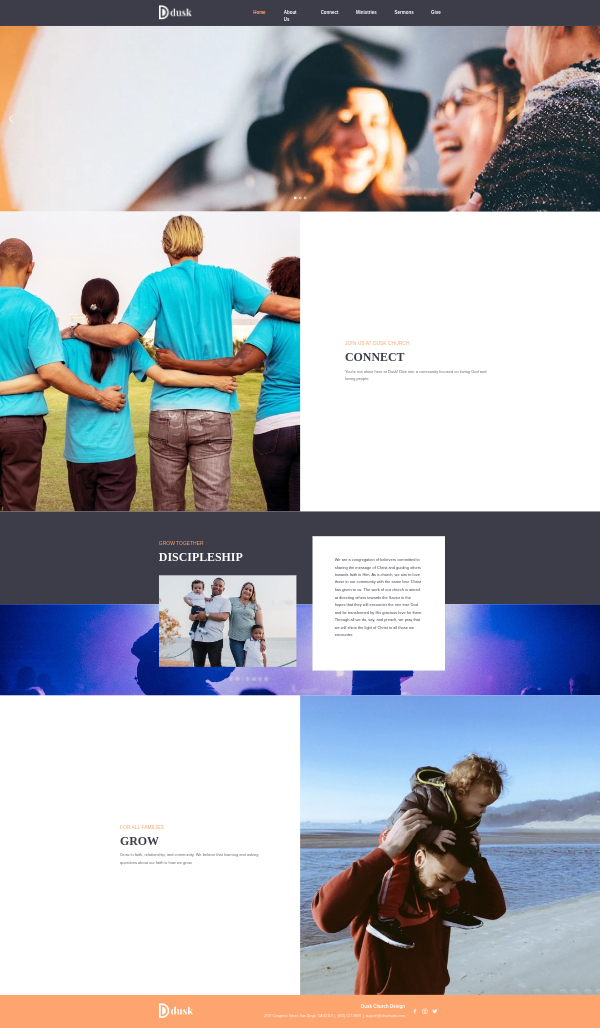 dusk
Home
About
Us
Connect
Ministries
Sermons
Give
JOIN US AT DUSK CHURCH
CONNECT
You're not alone here at Dusk! Dive into a community focused on loving God and
loving people.
GROW TOGETHER
DISCIPLESHIP
We are a congregation of believers committed to
sharing the message of Christ and guiding others
towards faith in Him. As a church, we aim to love
those in our community with the same love Christ
has given to us. The work of our church is aimed
at directing others towards the Savior in the
hopes that they will encounter the one true God
and be transformed by His gracious love for them.
Through all we do, say, and preach, we pray that
we will show the light of Christ to all those we
encounter.
FOR ALL FAMILIES
GROW
Grow in faith, relationship, and community. We believe that learning and asking
questions about our faith is how we grow.
dusk
Dusk Church Design